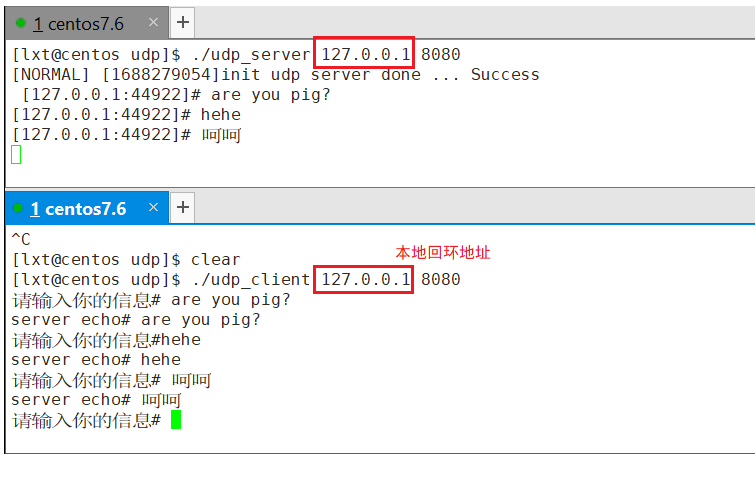 1 centos7.6 × +
[lxt@centos udp]$ ./udp_server 127.0.0.1 8080
[NORMAL] [1688279054]init udp server done ... Success
[127.0.0.1:44922]# are you pig?
[127.0.0.1:44922]# hehe
[127.0.0.1:44922]# 呵呵
1 centos7.6 × +
^C
[lxt@centos udp]$ clear
本地回环地址
[lxt@centos udp]$ ./udp_client 127.0.0.1 8080
请输入你的信息# are you pig?
server echo# are you pig?
请输入你的信息#hehe
server echo# hehe
请输入你的信息# 呵呵
server echo# 呵呵
请输入你的信息#